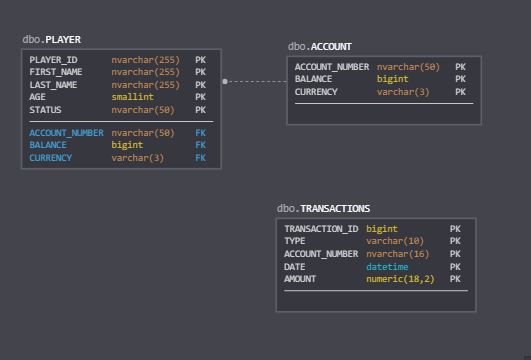 dbo.PLAYER
PLAYER_ID nvarchar(255) PK
FIRST_NAME nvarchar(255) PK
LAST_NAME nvarchar(255) PK
AGE smallint PK
STATUS nvarchar(50) PK
ACCOUNT_NUMBER nvarchar(50) FK
BALANCE bigint FK
CURRENCY varchar(3) FK
dbo.ACCOUNT
ACCOUNT_NUMBER nvarchar(50) PK
BALANCE bigint PK
CURRENCY varchar(3) PK
dbo.TRANSACTIONS
TRANSACTION_ID bigint PK
TYPE varchar(10) PK
ACCOUNT_NUMBER nvarchar(16) PK
DATE datetime PK
AMOUNT numeric(18,2) PK